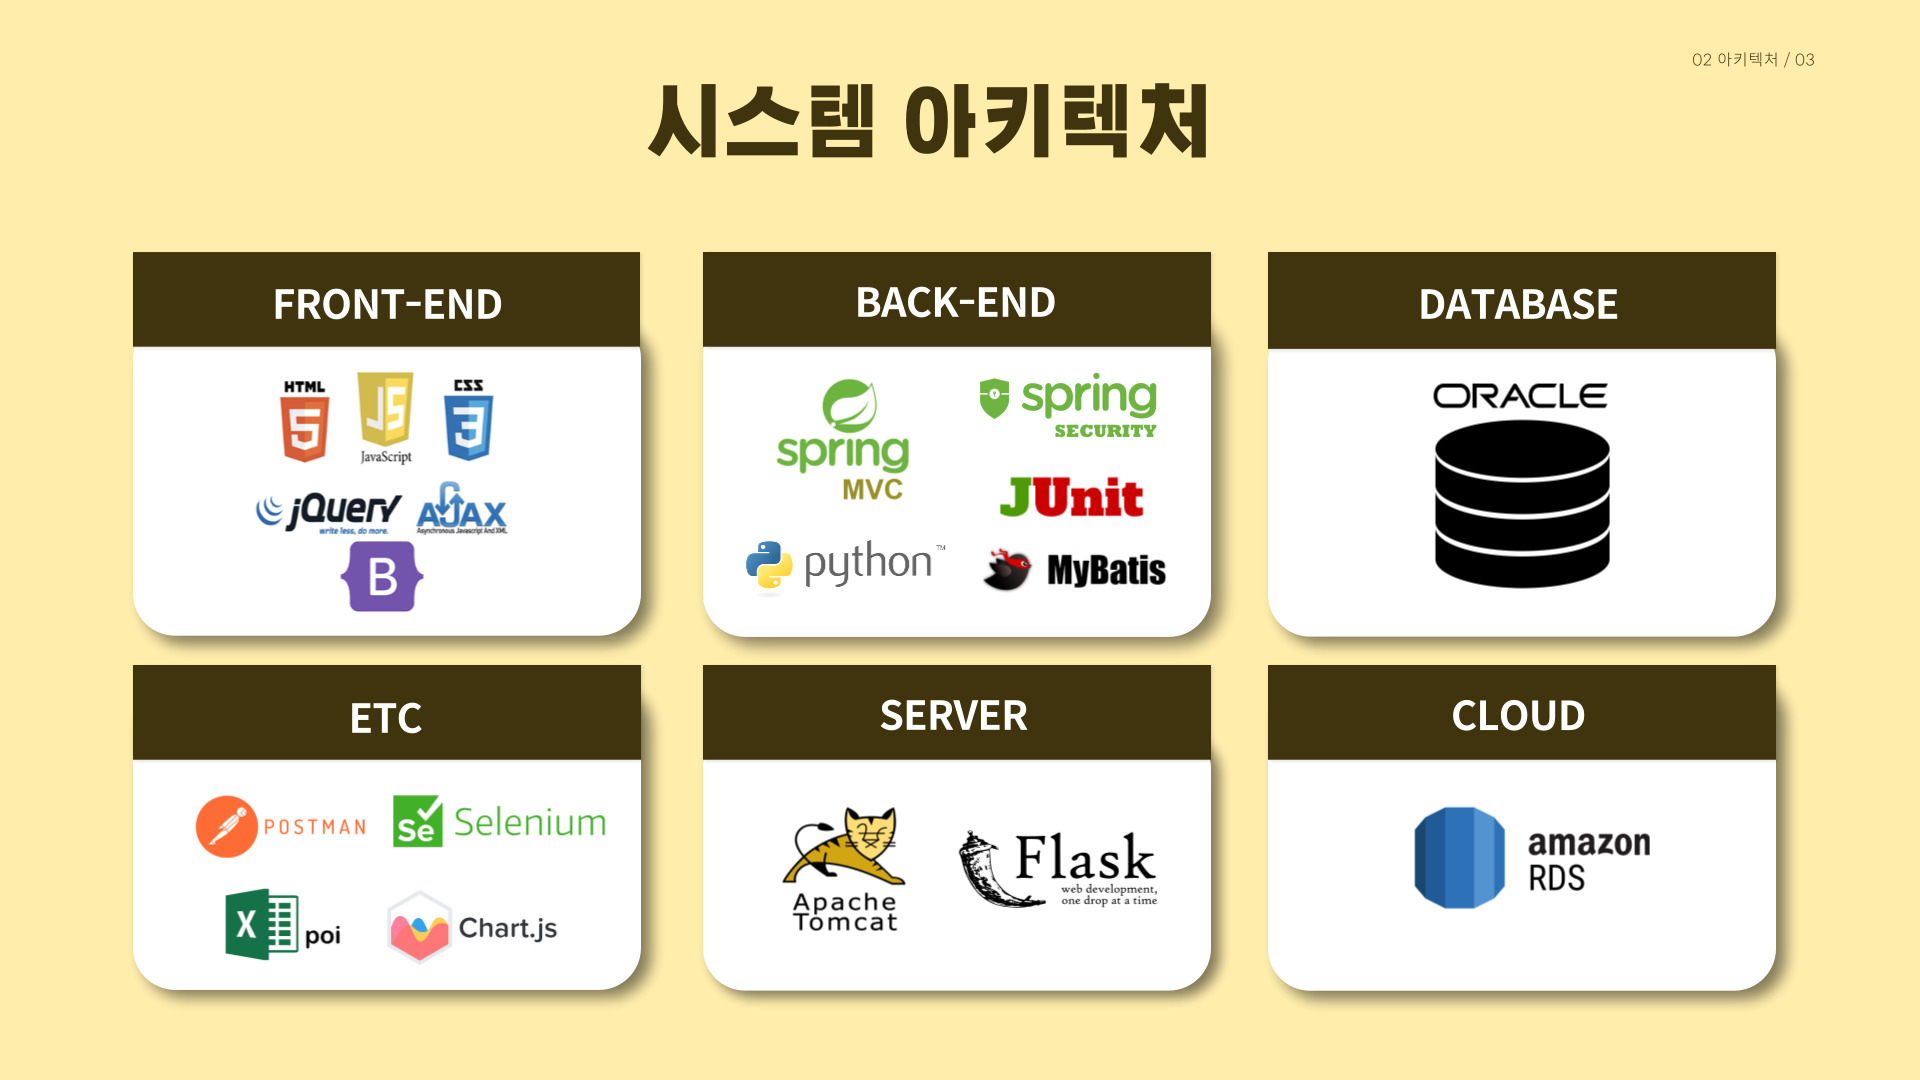 02 아키텍처 / 03
시스템 아키텍처
FRONT-END
HTML
5
JS
JavaScript
CSS
3
jQuery
write less, do more.
AJAX
Asynchronous Javascript And XML
B
BACK-END
spring
MVC
spring
SECURITY
JUnit
python™
MyBatis
DATABASE
ORACLE
ETC
POSTMAN
Se Selenium
X
poi
Chart.js
SERVER
Apache
Tomcat
Flask
web development,
one drop at a time
CLOUD
amazon
RDS